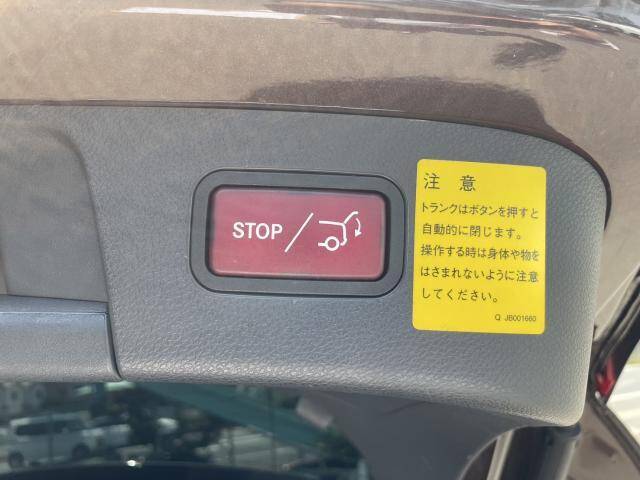 STOP /
注 意
トランクはボタンを押すと
自動的に閉じます。
操作する時は身体や物を
はさまれないように注意
してください。
Q JB001660